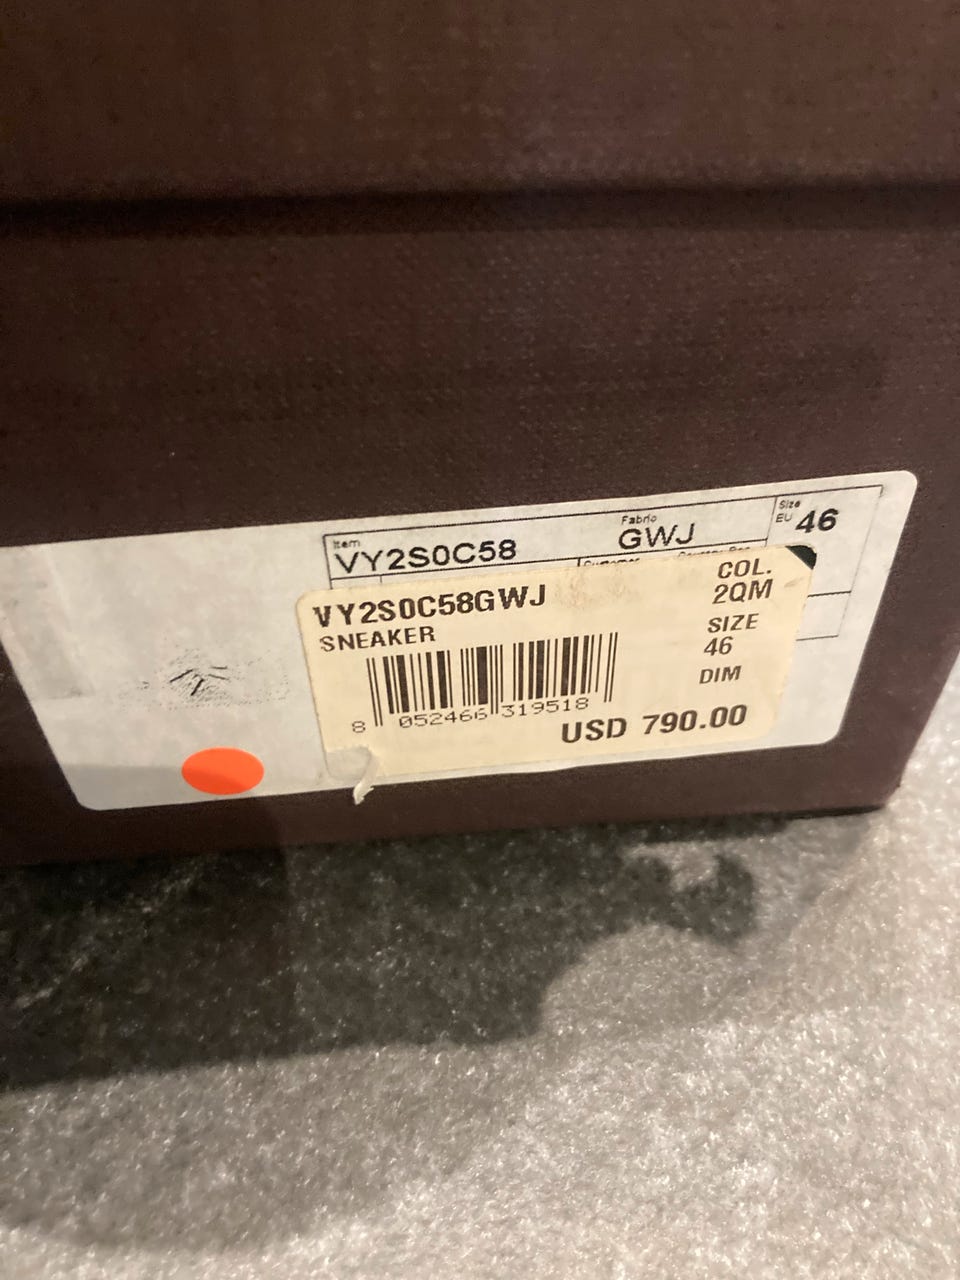 Item
VY2S0C58
Fabric
GWJ
Size
EU 46
Customer
VY2S0C58GWJ
SNEAKER
COL.
2QM
SIZE
46
DIM
8 052466 319518
USD 790.00